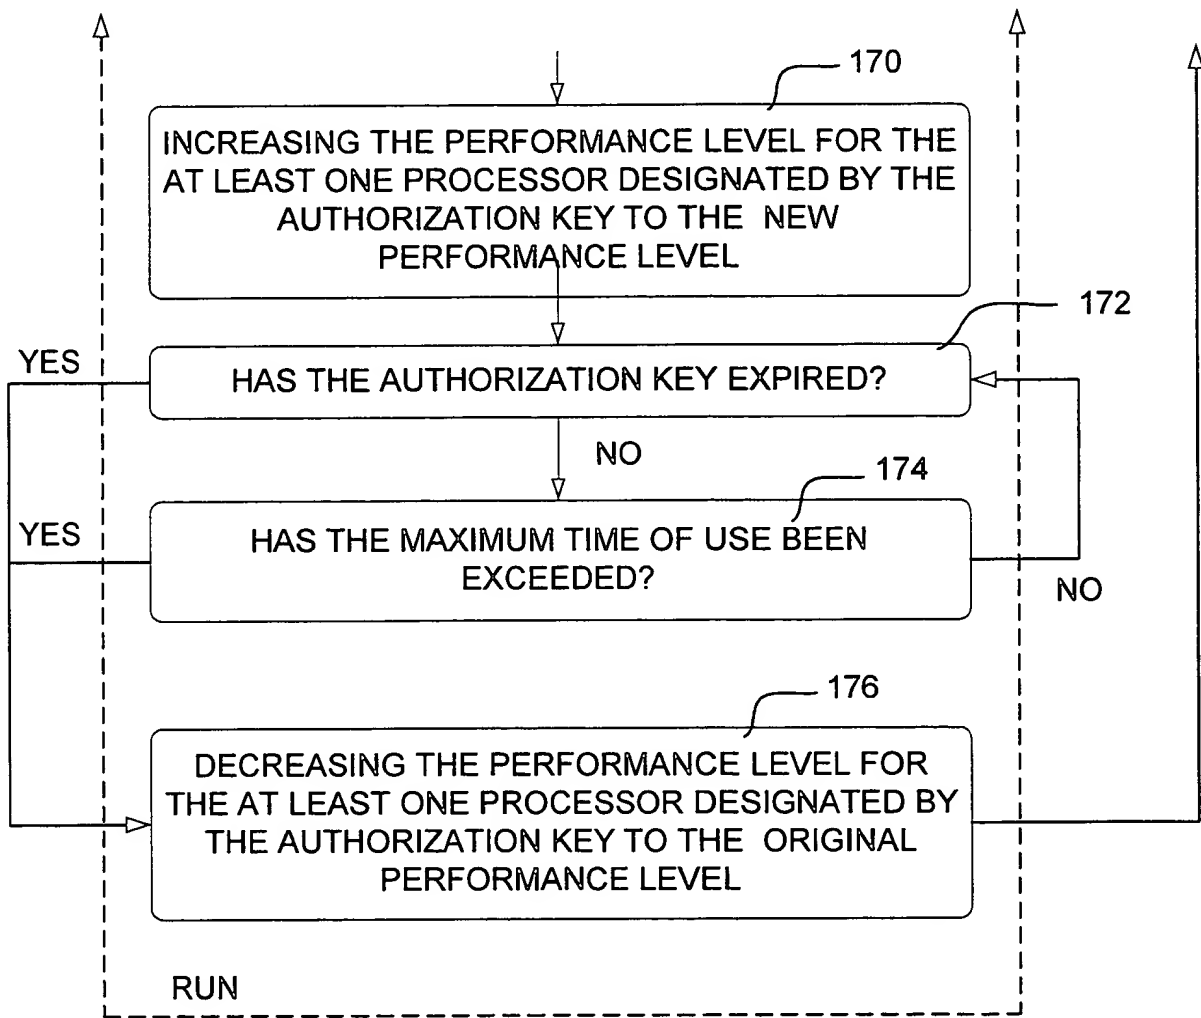 170
INCREASING THE PERFORMANCE LEVEL FOR THE
AT LEAST ONE PROCESSOR DESIGNATED BY THE
AUTHORIZATION KEY TO THE NEW
PERFORMANCE LEVEL
172
YES
HAS THE AUTHORIZATION KEY EXPIRED?
NO
174
YES
HAS THE MAXIMUM TIME OF USE BEEN
EXCEEDED?
NO
176
DECREASING THE PERFORMANCE LEVEL FOR
THE AT LEAST ONE PROCESSOR DESIGNATED BY
THE AUTHORIZATION KEY TO THE ORIGINAL
PERFORMANCE LEVEL
RUN